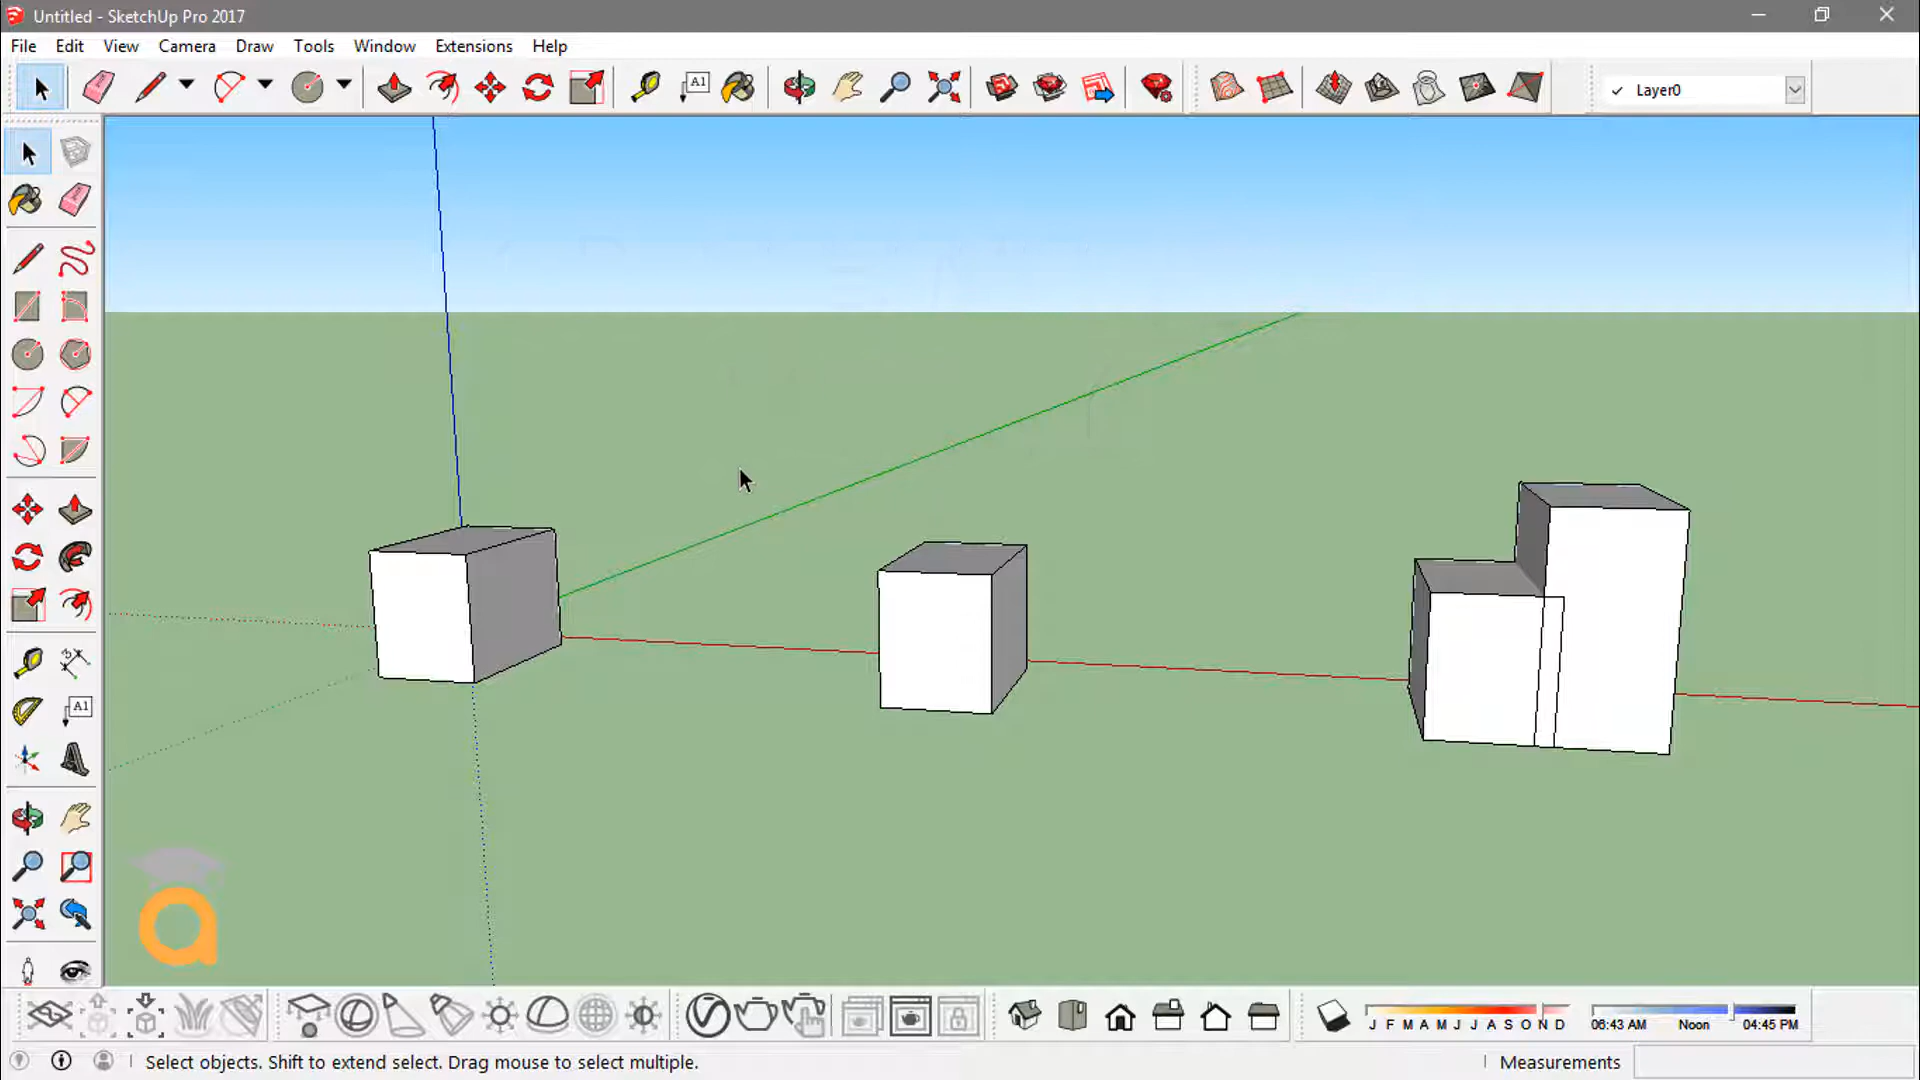 Untitled - SketchUp Pro 2017
File Edit View Camera Draw Tools Window Extensions Help
A1
Layer0
A1
J F M A M J J A S O N D
06:43 AM Noon 04:45 PM
Select objects. Shift to extend select. Drag mouse to select multiple.
Measurements